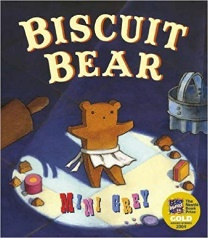 BISCUIT
BEAR
MINI GREY
The
Nestlé
Book
Prize
GOLD
2004